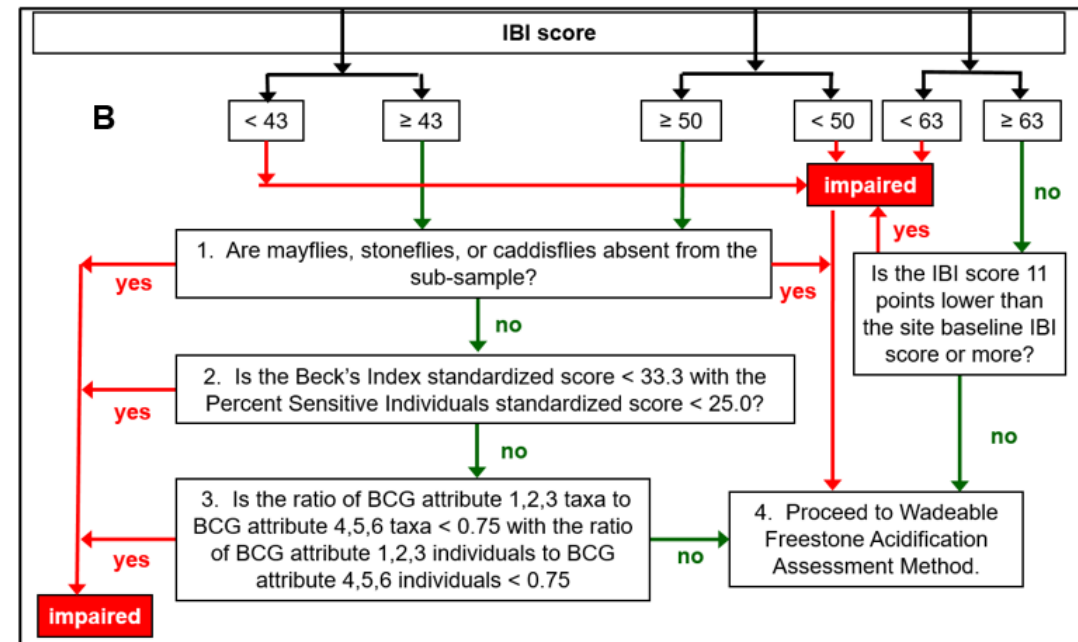 IBI score
B
< 43
≥ 43
≥ 50
< 50
< 63
≥ 63
impaired
no
yes
1. Are mayflies, stoneflies, or caddisflies absent from the
sub-sample?
yes
yes
Is the IBI score 11
points lower than
the site baseline IBI
score or more?
no
2. Is the Beck's Index standardized score < 33.3 with the
Percent Sensitive Individuals standardized score < 25.0?
yes
no
no
3. Is the ratio of BCG attribute 1,2,3 taxa to
BCG attribute 4,5,6 taxa < 0.75 with the ratio
of BCG attribute 1,2,3 individuals to BCG
attribute 4,5,6 individuals < 0.75
yes
no
4. Proceed to Wadeable
Freestone Acidification
Assessment Method.
impaired